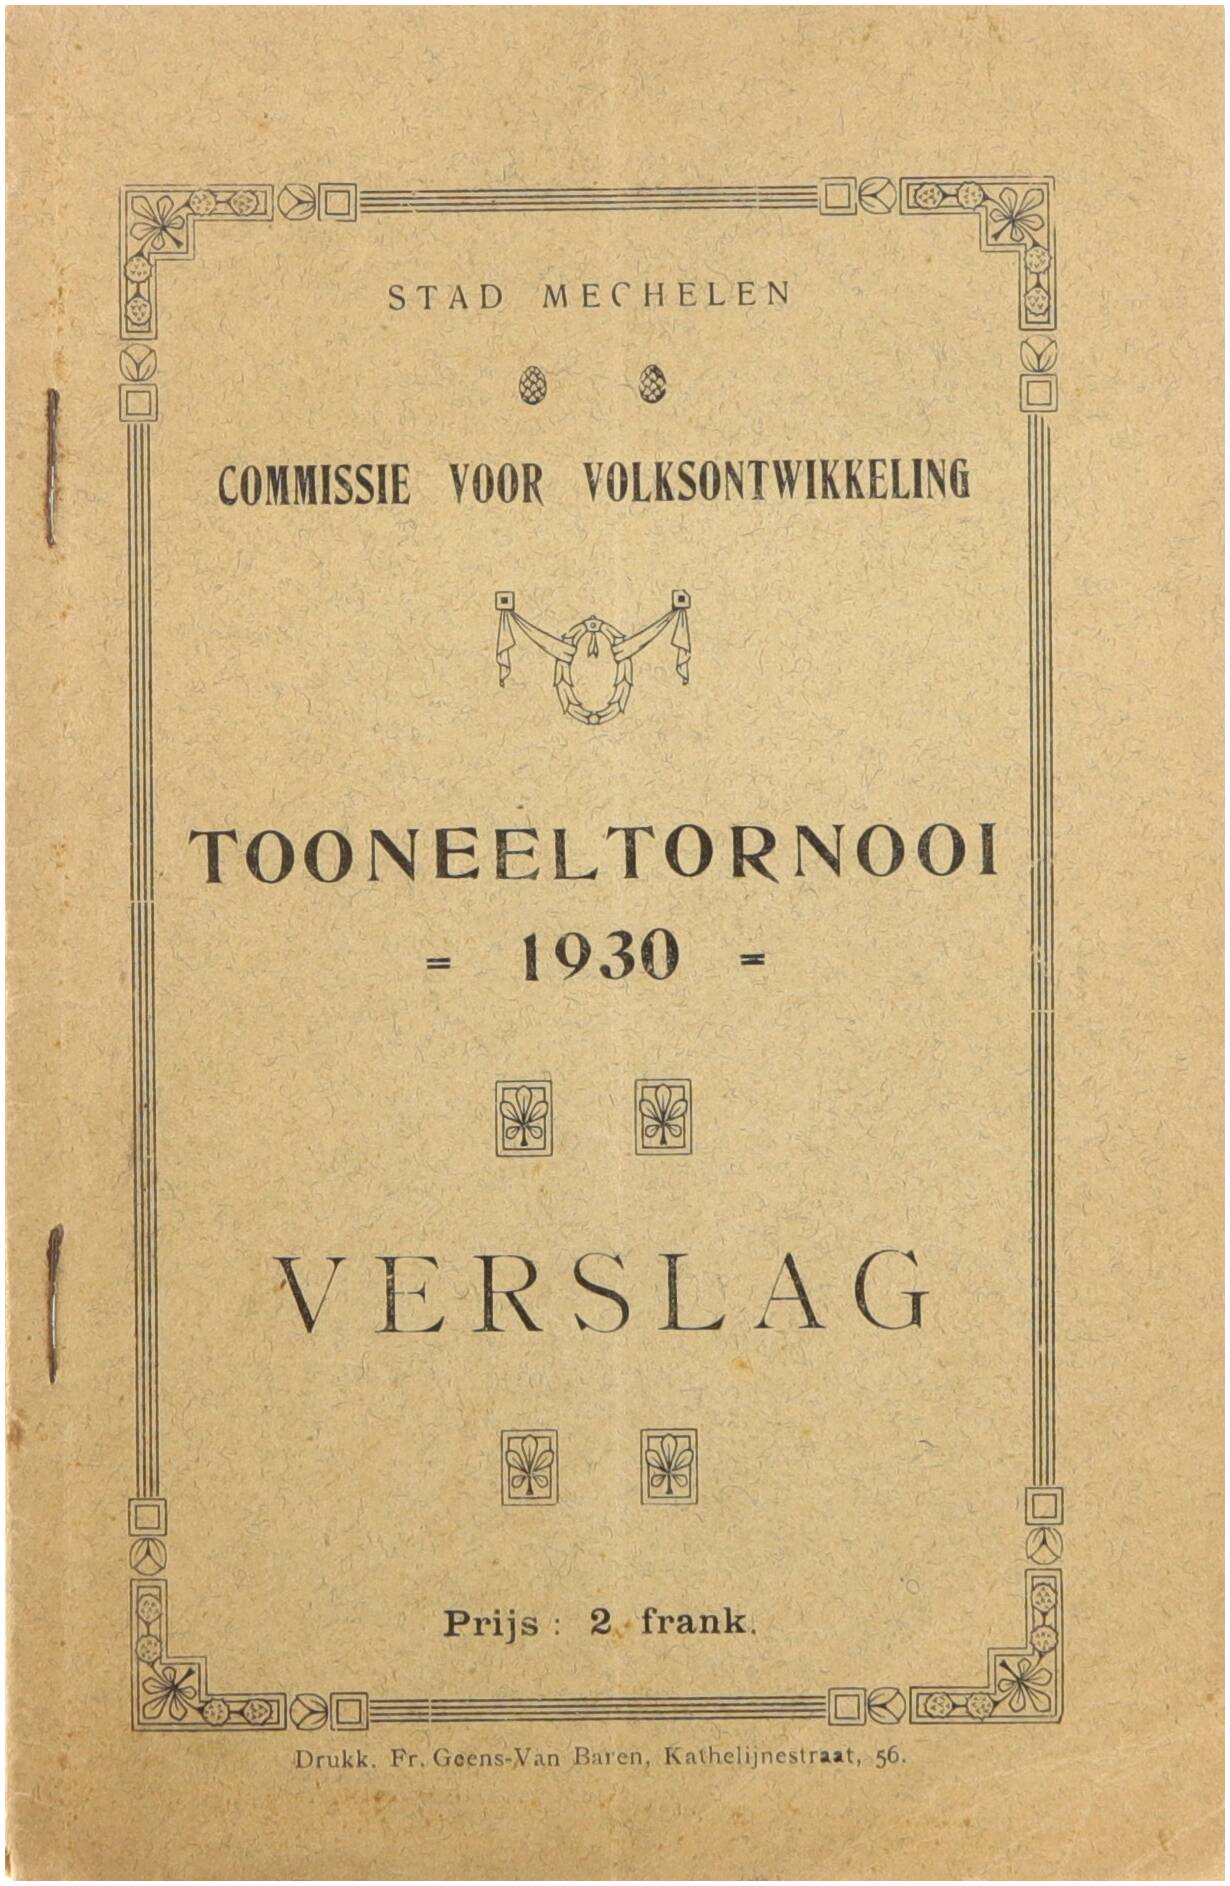 STAD MECHELEN
COMMISSIE VOOR VOLKSONTWIKKELING
TOONEELTORNOOI
= 1930 =
VERSLAG
Prijs : 2 frank.
Drukk. Fr. Geens-Van Baren, Kathelijnestraat, 56.